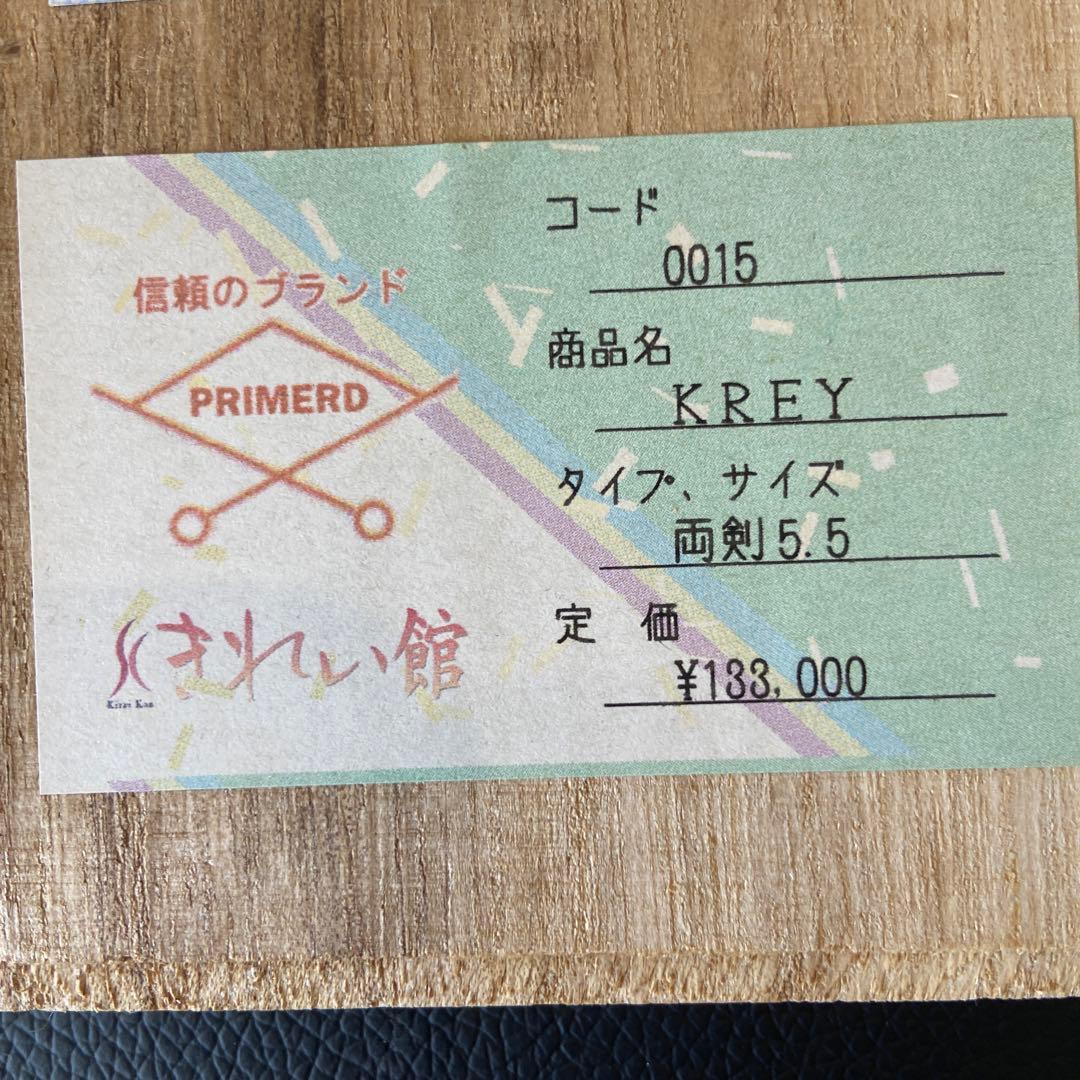 信頼のブランド
PRIMERD
きれい館
Kirei Kan
コード
0015
商品名
KREY
タイプ、サイズ
両剣5.5
定 価
¥133,000